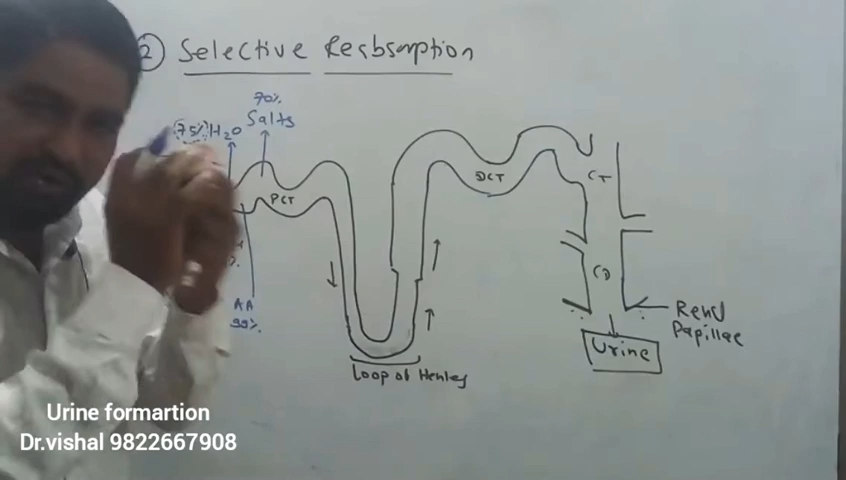 2 Selective Reabsorption
70%
Salts
75% H2O
PCT
DCT
CT
CD
AA
99%
Renal
Papillae
Urine
Loop of Henley
Urine formartion
Dr.vishal 9822667908